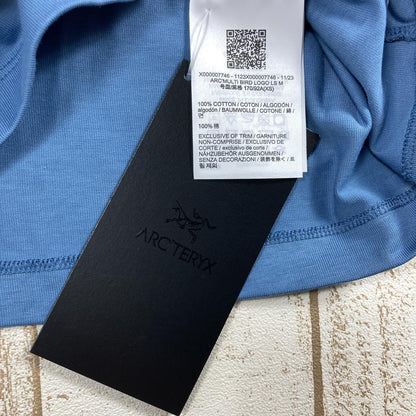 X000007746 - 1123X000007746 - 11/23
ARC'MULTI BIRD LOGO LS M
号型/规格 170/92A(XS)
100% COTTON / COTON / ALGODÓN /
algodón / BAUMWOLLE / COTONE / 綿 /
면
100% 棉
EXCLUSIVE OF TRIM / GARNITURE
NON-COMPRISE / EXCLUSIVO DE
CORTE / EXCLUSIVO DE CORTE /
NÄHZUBEHÖR AUSGENOMMEN /
SENZA DECORAZIONI / 装飾を除く /
ARC'TERYX